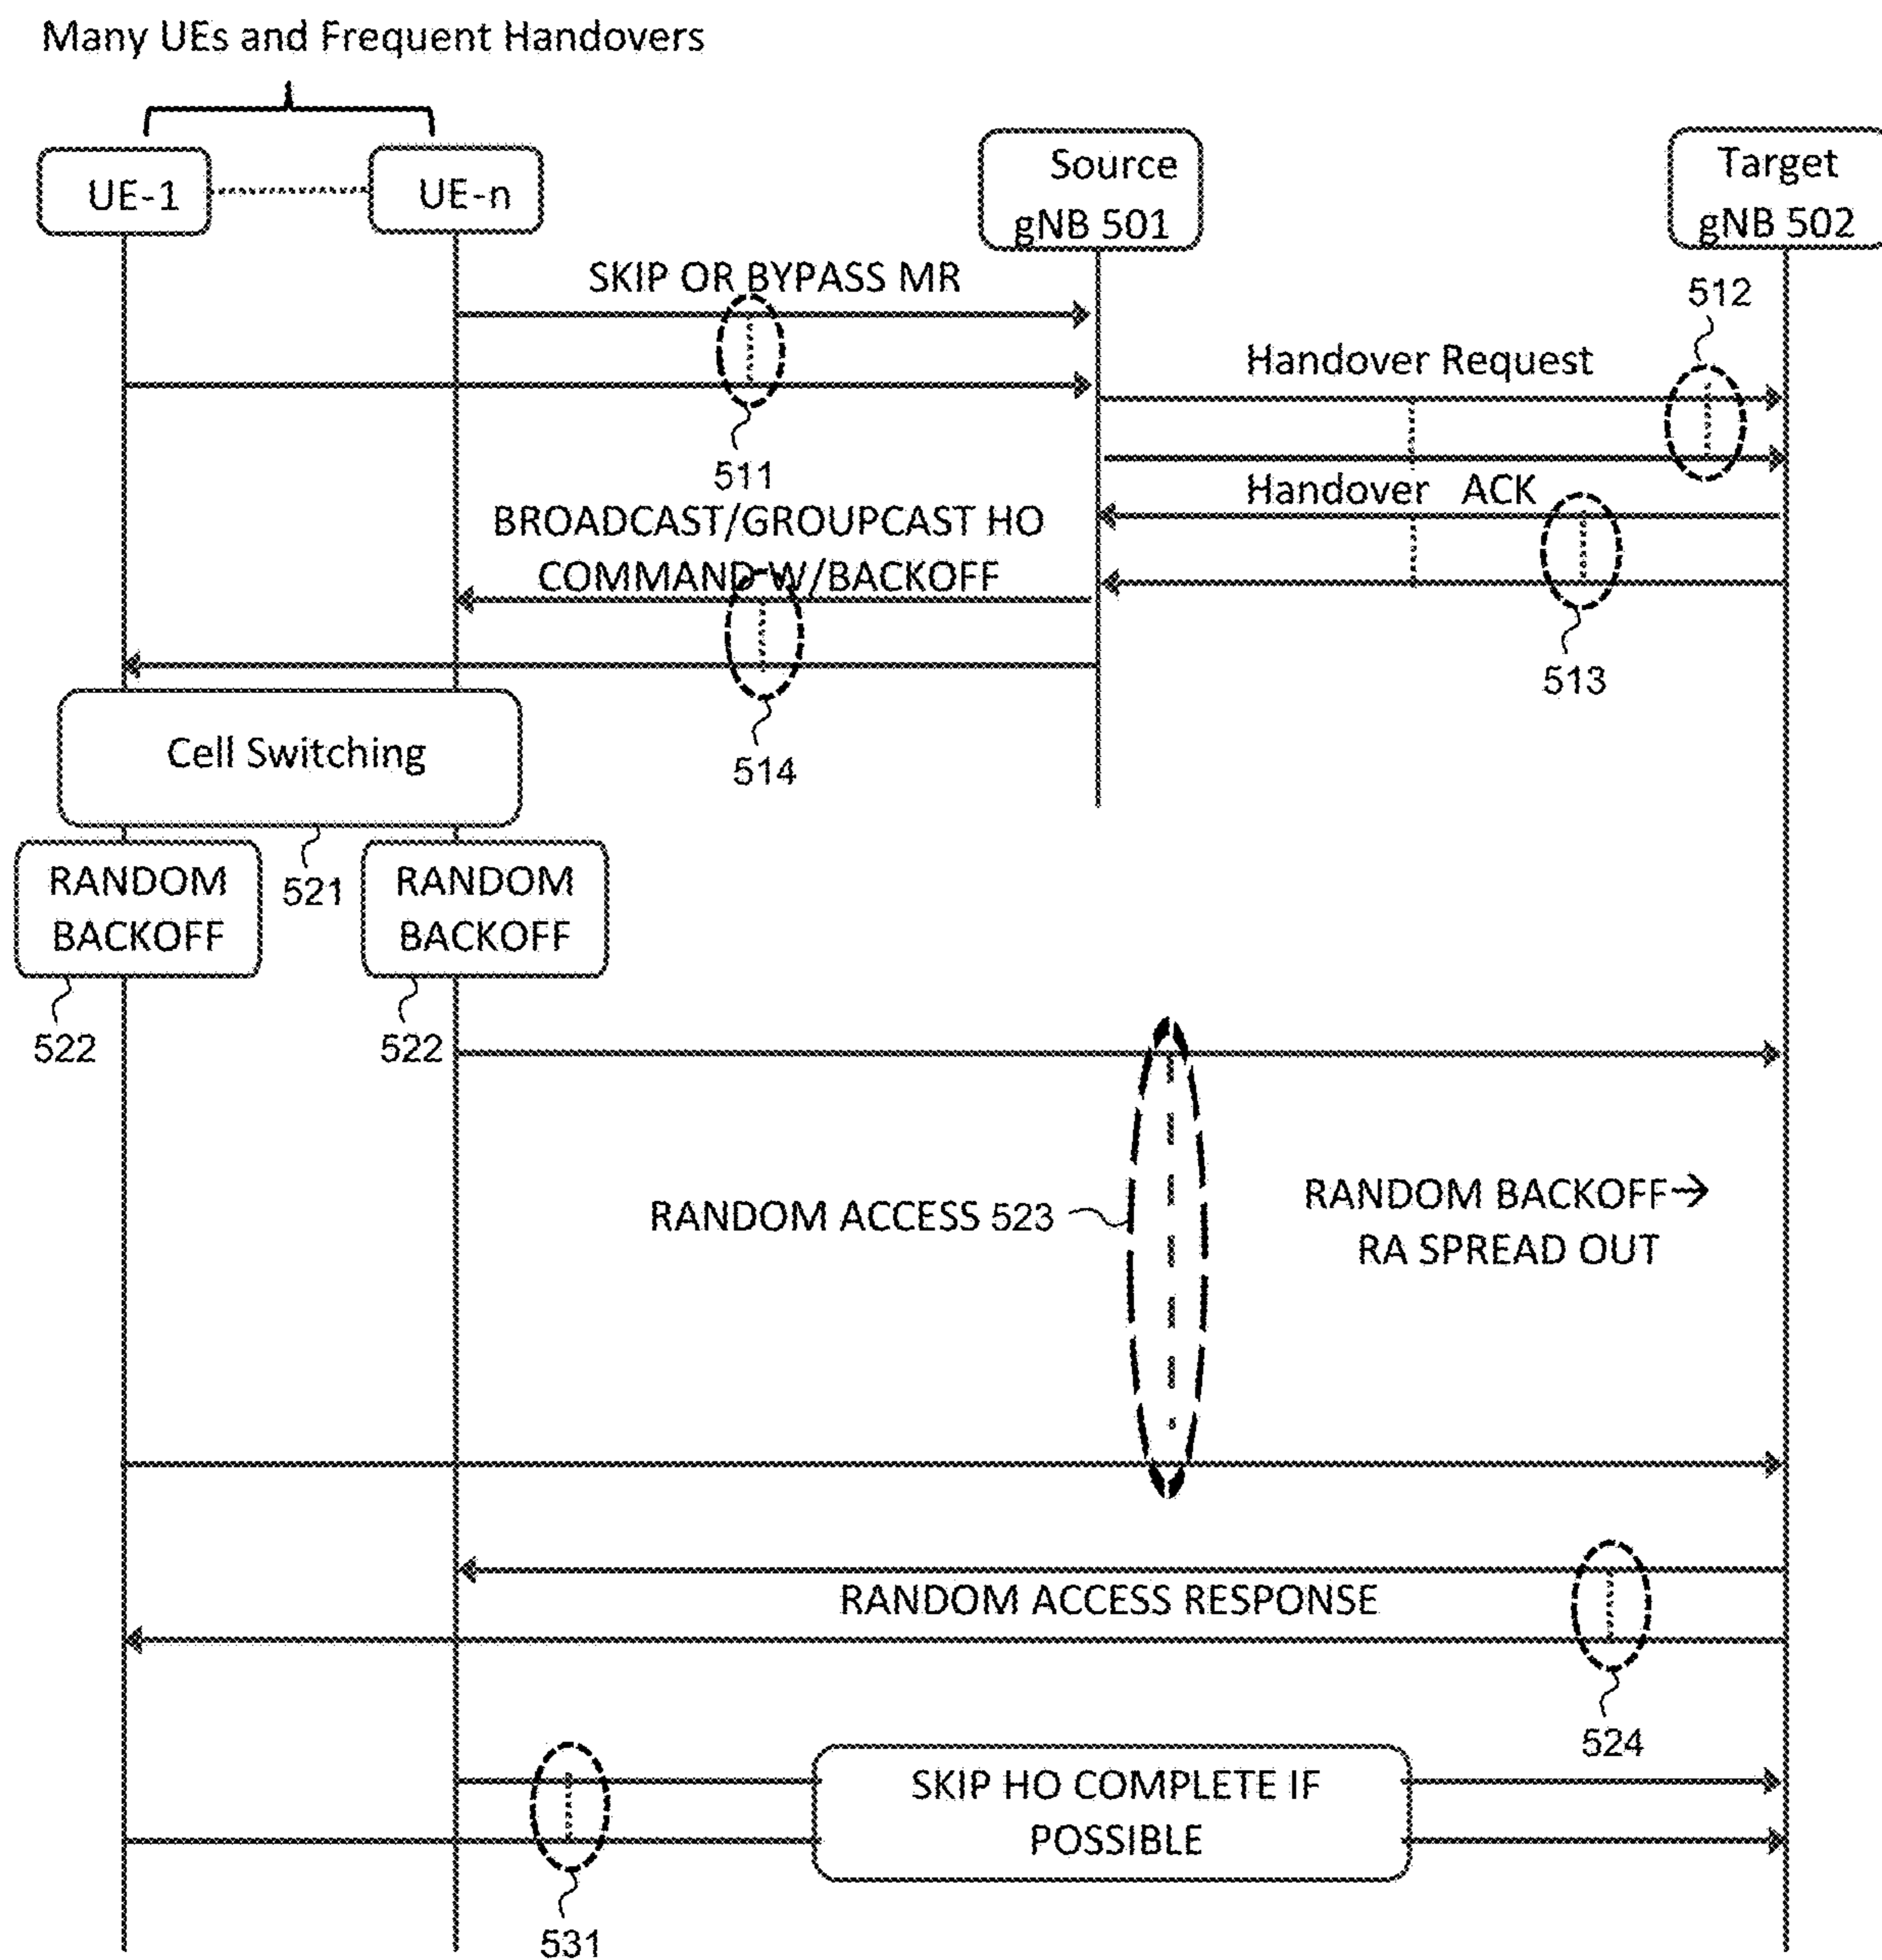 Many UEs and Frequent Handovers
UE-1
UE-n
Source
gNB 501
Target
gNB 502
SKIP OR BYPASS MR
512
Handover Request
511
Handover ACK
BROADCAST/GROUPCAST HO
COMMAND W/BACKOFF
513
Cell Switching
514
RANDOM
BACKOFF
521
RANDOM
BACKOFF
522
522
RANDOM ACCESS 523
RANDOM BACKOFF→
RA SPREAD OUT
RANDOM ACCESS RESPONSE
524
SKIP HO COMPLETE IF
POSSIBLE
531